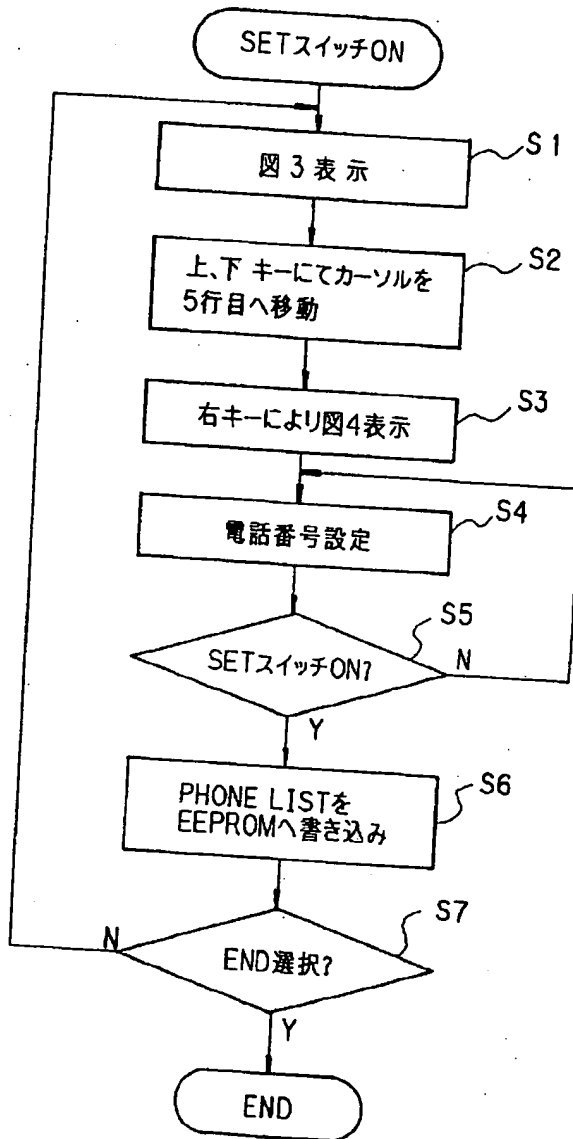 SETスイッチON
S1
図3表示
S2
上、下 キーにてカーソルを
5行目へ移動
S3
右キーにより図4表示
S4
電話番号設定
S5
SETスイッチON?
N
Y
S6
PHONE LISTを
EEPROMへ書き込み
S7
N
END選択?
Y
END